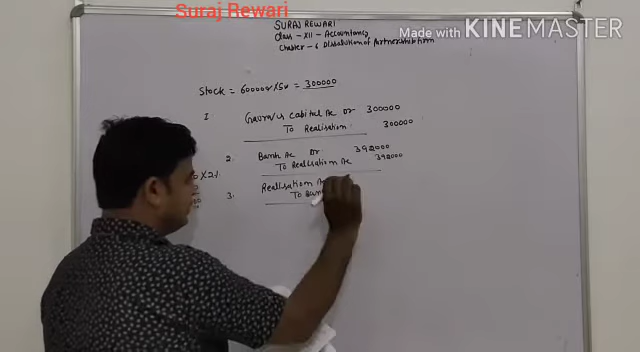 Suraj Rewari
Made with KINEMASTER
SURAJ REWARI
Class - XII - Accountancy
Chapter - 6 Dissolution of Partnership Firm
Stock = 600000 X 50 = 300000
1. Gaurav's Capital Ac Dr 300000
To Realisation 300000
2. Bank Ac Dr 392000
To Realisation Ac 392000
X 2%
3. Realisation
To